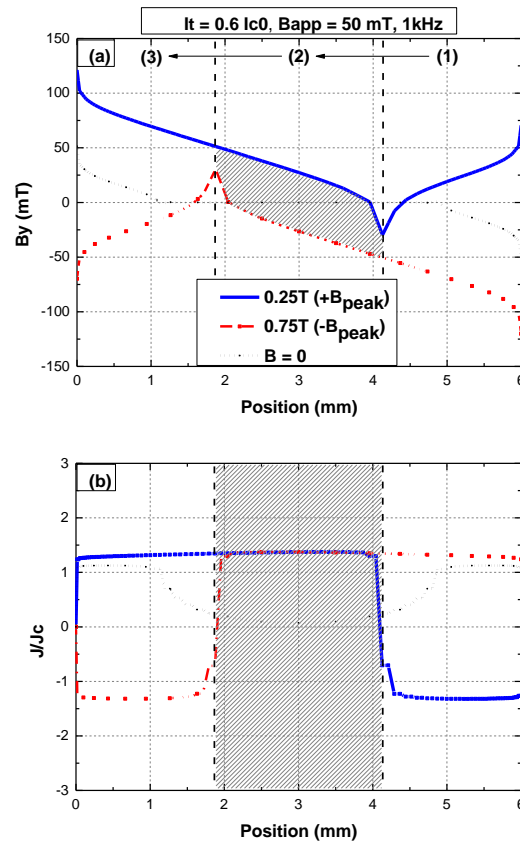 It = 0.6 Ic0, Bapp = 50 mT, 1kHz
150
(a)
(3)
(2)
(1)
100
50
0
-50
-100
-150
By (mT)
0.25T (+Bpeak)
0.75T (-Bpeak)
B = 0
0 1 2 3 4 5 6
Position (mm)
3
(b)
2
1
0
-1
-2
-3
J/Jc
0 1 2 3 4 5 6
Position (mm)